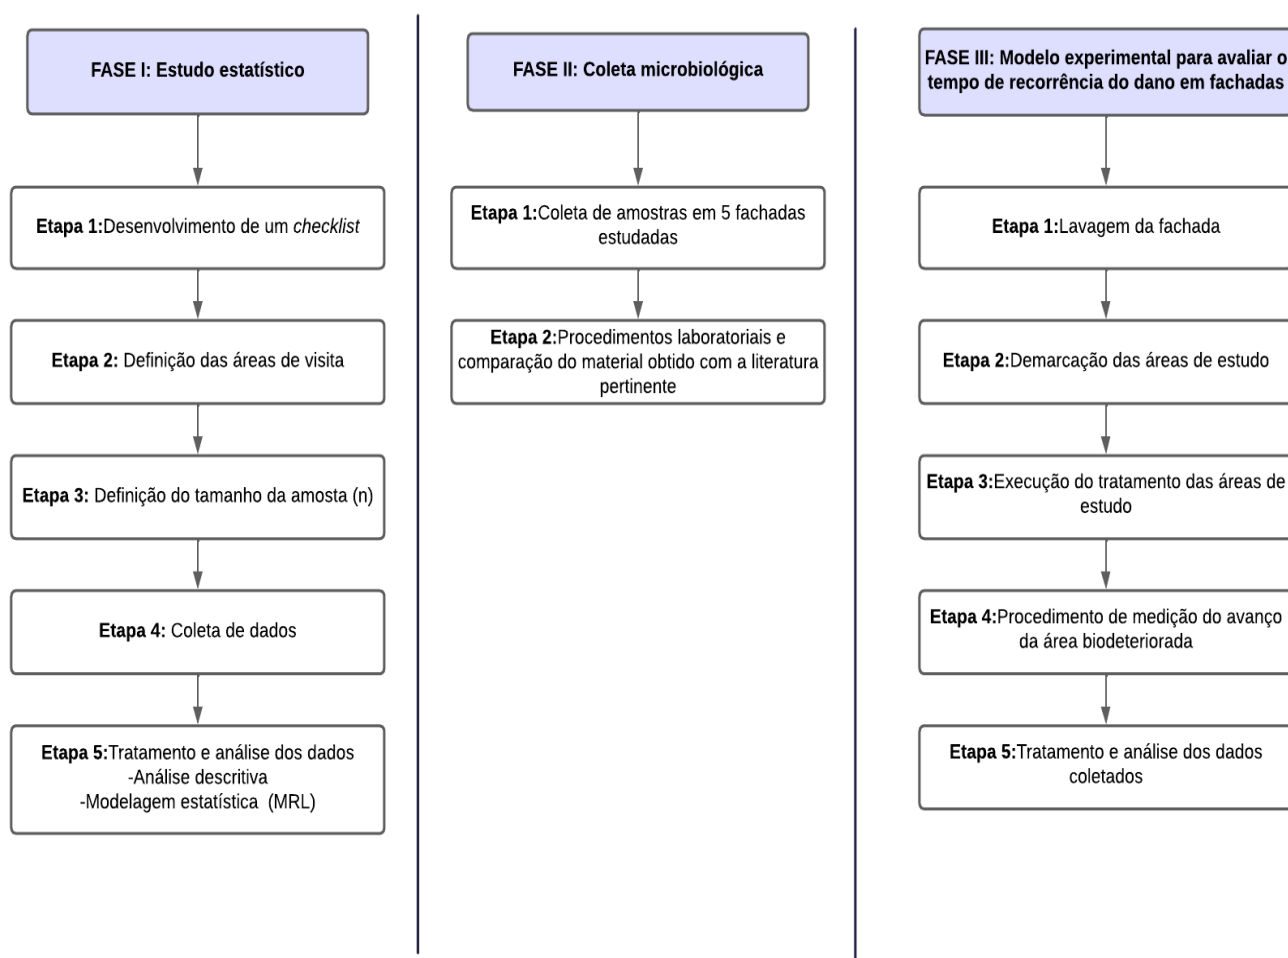 FASE I: Estudo estatístico
Etapa 1:Desenvolvimento de um checklist
Etapa 2: Definição das áreas de visita
Etapa 3: Definição do tamanho da amosta (n)
Etapa 4: Coleta de dados
Etapa 5:Tratamento e análise dos dados
-Análise descritiva
-Modelagem estatística (MRL)
FASE II: Coleta microbiológica
Etapa 1:Coleta de amostras em 5 fachadas
estudadas
Etapa 2:Procedimentos laboratoriais e
comparação do material obtido com a literatura
pertinente
FASE III: Modelo experimental para avaliar o
tempo de recorrência do dano em fachadas
Etapa 1:Lavagem da fachada
Etapa 2:Demarcação das áreas de estudo
Etapa 3:Execução do tratamento das áreas de
estudo
Etapa 4:Procedimento de medição do avanço
da área biodeteriorada
Etapa 5:Tratamento e análise dos dados
coletados